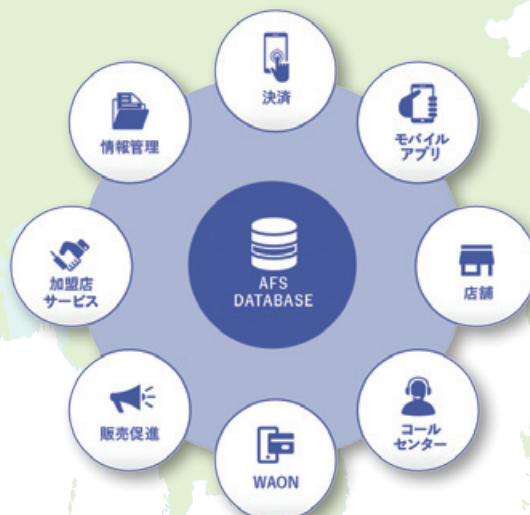 決済
モバイル
アプリ
情報管理
AFS
DATABASE
加盟店
サービス
店舗
販売促進
コール
センター
WAON